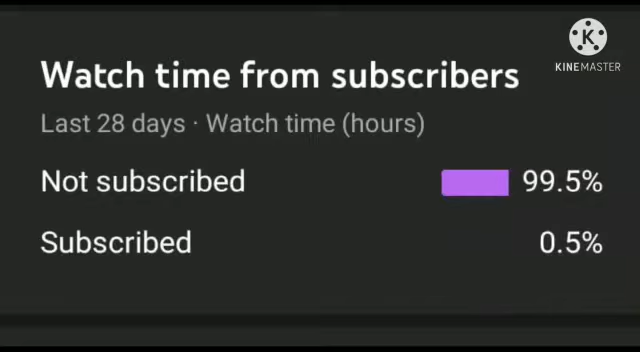 KINEMASTER
Watch time from subscribers
Last 28 days · Watch time (hours)
Not subscribed 99.5%
Subscribed 0.5%